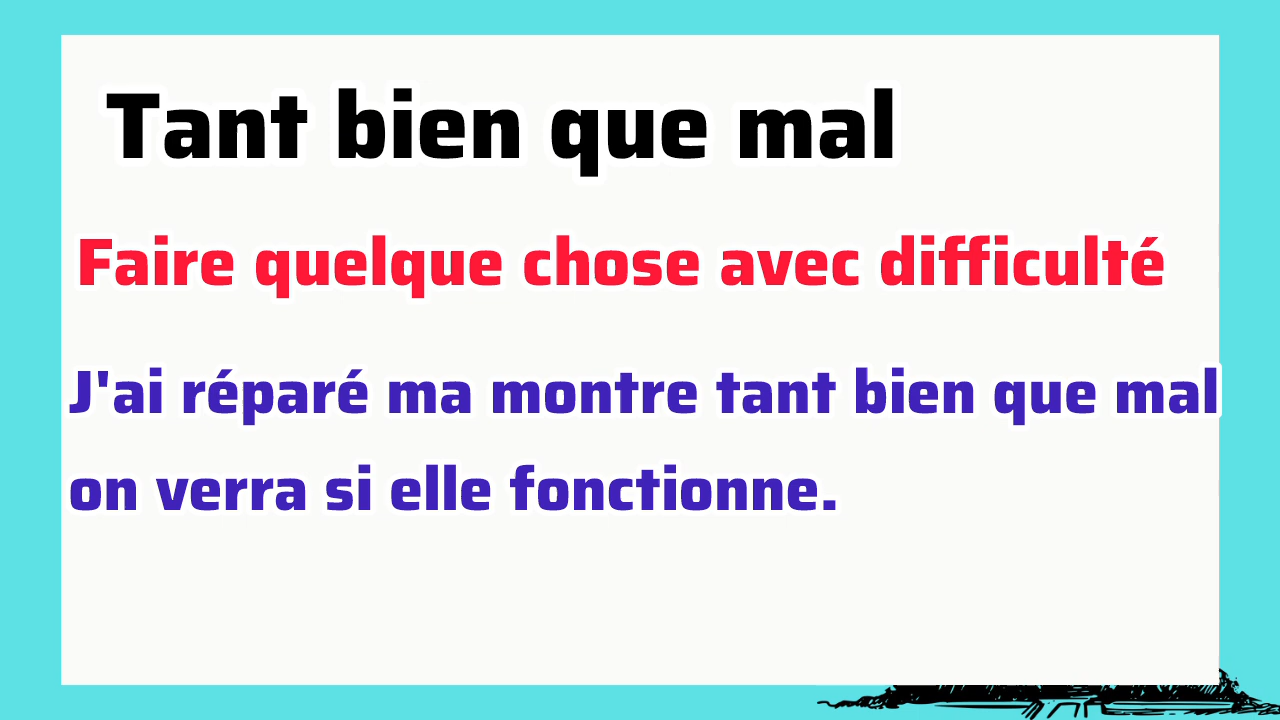 Tant bien que mal
Faire quelque chose avec difficulté
J'ai réparé ma montre tant bien que mal
on verra si elle fonctionne.